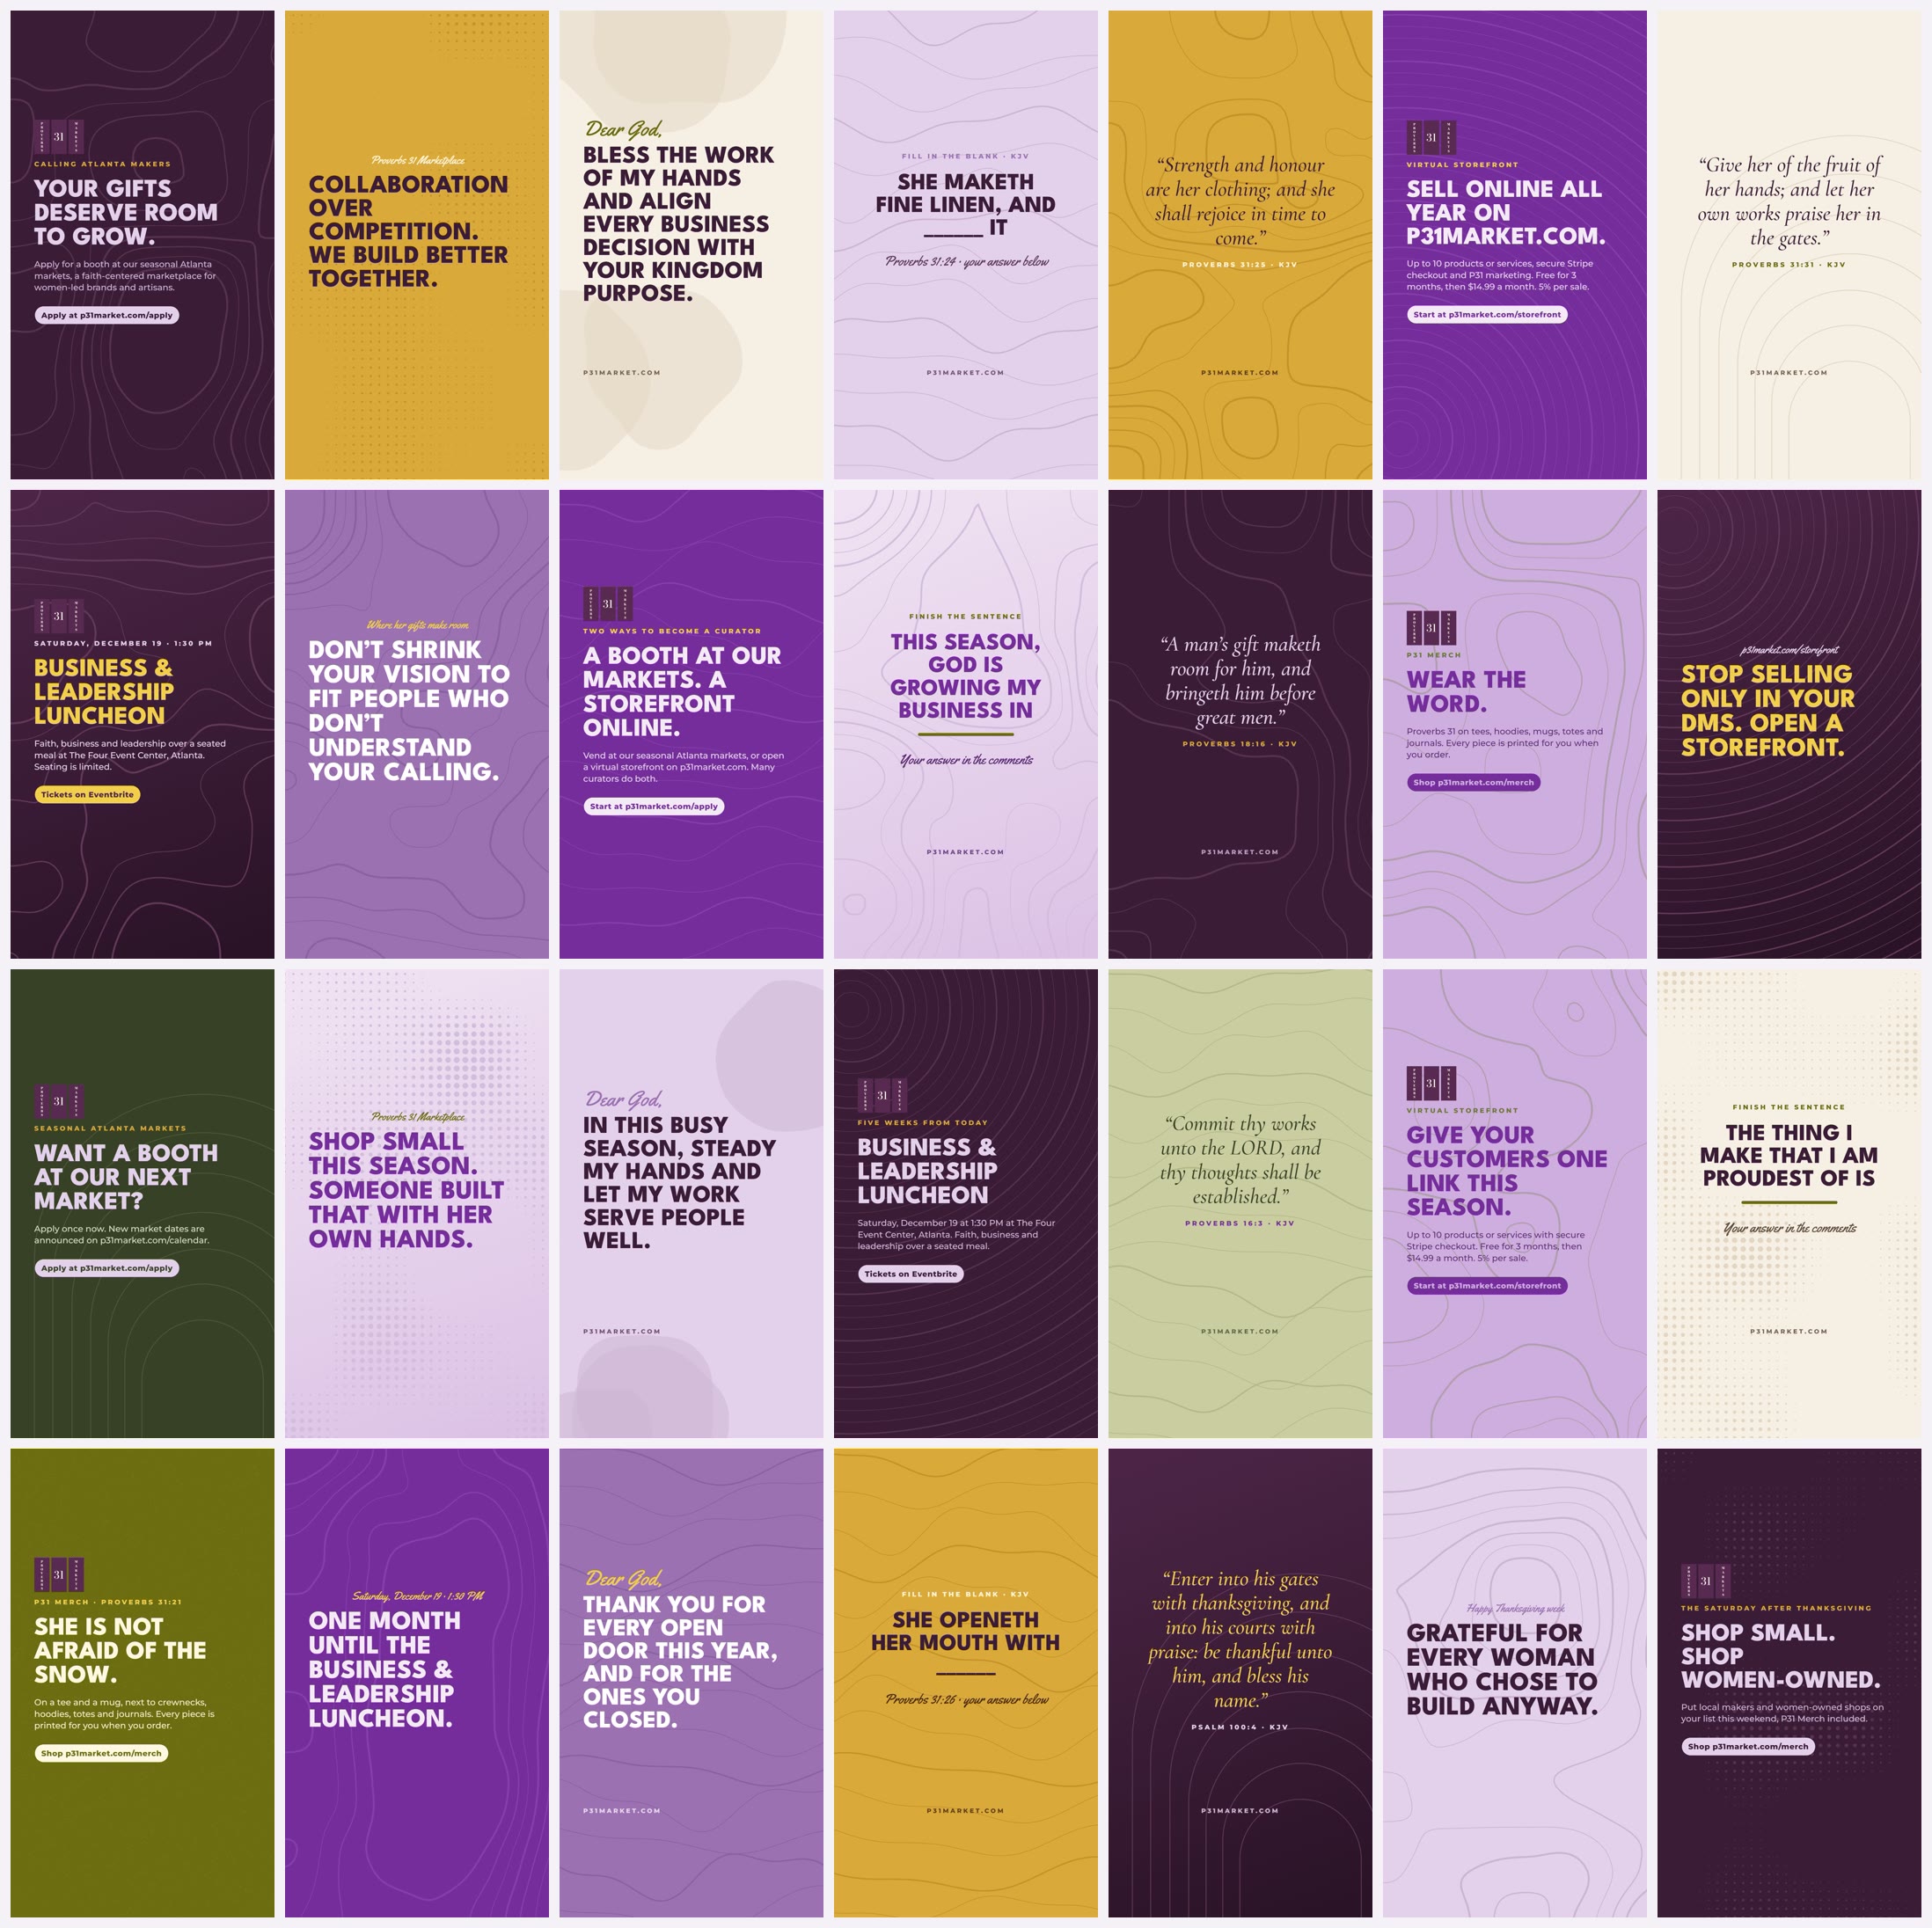 PROVERBS 31 MARKET
CALLING ATLANTA MAKERS
YOUR GIFTS
DESERVE ROOM
TO GROW.
Apply for a booth at our seasonal Atlanta
markets, a faith-centered marketplace for
women-led brands and artisans.
Apply at p31market.com/apply
Proverbs 31 Marketplace
COLLABORATION
OVER
COMPETITION.
WE BUILD BETTER
TOGETHER.
Dear God,
BLESS THE WORK
OF MY HANDS
AND ALIGN
EVERY BUSINESS
DECISION WITH
YOUR KINGDOM
PURPOSE.
P31MARKET.COM
FILL IN THE BLANK · KJV
SHE MAKETH
FINE LINEN, AND
______ IT
Proverbs 31:24 · your answer below
P31MARKET.COM
“Strength and honour
are her clothing; and she
shall rejoice in time to
come.”
PROVERBS 31:25 · KJV
P31MARKET.COM
PROVERBS 31 MARKET
VIRTUAL STOREFRONT
SELL ONLINE ALL
YEAR ON
P31MARKET.COM.
Up to 10 products or services, secure Stripe
checkout and P31 marketing. Free for 3
months, then $14.99 a month. 5% per sale.
Start at p31market.com/storefront
“Give her of the fruit of
her hands; and let her
own works praise her in
the gates.”
PROVERBS 31:31 · KJV
P31MARKET.COM
PROVERBS 31 MARKET
SATURDAY, DECEMBER 19 · 1:30 PM
BUSINESS &
LEADERSHIP
LUNCHEON
Faith, business and leadership over a seated
meal at The Four Event Center, Atlanta.
Seating is limited.
Tickets on Eventbrite
Where her gifts make room
DON’T SHRINK
YOUR VISION TO
FIT PEOPLE WHO
DON’T
UNDERSTAND
YOUR CALLING.
PROVERBS 31 MARKET
TWO WAYS TO BECOME A CURATOR
A BOOTH AT OUR
MARKETS. A
STOREFRONT
ONLINE.
Vend at our seasonal Atlanta markets, or open
a virtual storefront on p31market.com. Many
curators do both.
Start at p31market.com/apply
FINISH THE SENTENCE
THIS SEASON,
GOD IS
GROWING MY
BUSINESS IN
Your answer in the comments
P31MARKET.COM
“A man’s gift maketh
room for him, and
bringeth him before
great men.”
PROVERBS 18:16 · KJV
P31MARKET.COM
PROVERBS 31 MARKET
P31 MERCH
WEAR THE
WORD.
Proverbs 31 on tees, hoodies, mugs, totes and
journals. Every piece is printed for you when
you order.
Shop p31market.com/merch
p31market.com/storefront
STOP SELLING
ONLY IN YOUR
DMS. OPEN A
STOREFRONT.
PROVERBS 31 MARKET
SEASONAL ATLANTA MARKETS
WANT A BOOTH
AT OUR NEXT
MARKET?
Apply once now. New market dates are
announced on p31market.com/calendar.
Apply at p31market.com/apply
Proverbs 31 Marketplace
SHOP SMALL
THIS SEASON.
SOMEONE BUILT
THAT WITH HER
OWN HANDS.
Dear God,
IN THIS BUSY
SEASON, STEADY
MY HANDS AND
LET MY WORK
SERVE PEOPLE
WELL.
P31MARKET.COM
PROVERBS 31 MARKET
FIVE WEEKS FROM TODAY
BUSINESS &
LEADERSHIP
LUNCHEON
Saturday, December 19 at 1:30 PM at The Four
Event Center, Atlanta. Faith, business and
leadership over a seated meal.
Tickets on Eventbrite
“Commit thy works
unto the LORD, and
thy thoughts shall be
established.”
PROVERBS 16:3 · KJV
P31MARKET.COM
PROVERBS 31 MARKET
VIRTUAL STOREFRONT
GIVE YOUR
CUSTOMERS ONE
LINK THIS
SEASON.
Up to 10 products or services with secure
Stripe checkout. Free for 3 months, then
$14.99 a month. 5% per sale.
Start at p31market.com/storefront
FINISH THE SENTENCE
THE THING I
MAKE THAT I AM
PROUDEST OF IS
Your answer in the comments
P31MARKET.COM
PROVERBS 31 MARKET
P31 MERCH · PROVERBS 31:21
SHE IS NOT
AFRAID OF THE
SNOW.
On a tee and a mug, next to crewnecks,
hoodies, totes and journals. Every piece is
printed for you when you order.
Shop p31market.com/merch
Saturday, December 19 · 1:30 PM
ONE MONTH
UNTIL THE
BUSINESS &
LEADERSHIP
LUNCHEON.
Dear God,
THANK YOU FOR
EVERY OPEN
DOOR THIS YEAR,
AND FOR THE
ONES YOU
CLOSED.
P31MARKET.COM
FILL IN THE BLANK · KJV
SHE OPENETH
HER MOUTH WITH
______
Proverbs 31:26 · your answer below
P31MARKET.COM
“Enter into his gates
with thanksgiving, and
into his courts with
praise: be thankful unto
him, and bless his
name.”
PSALM 100:4 · KJV
P31MARKET.COM
Happy Thanksgiving week
GRATEFUL FOR
EVERY WOMAN
WHO CHOSE TO
BUILD ANYWAY.
PROVERBS 31 MARKET
THE SATURDAY AFTER THANKSGIVING
SHOP SMALL.
SHOP
WOMEN-OWNED.
Put local makers and women-owned shops on
your list this weekend, P31 Merch included.
Shop p31market.com/merch